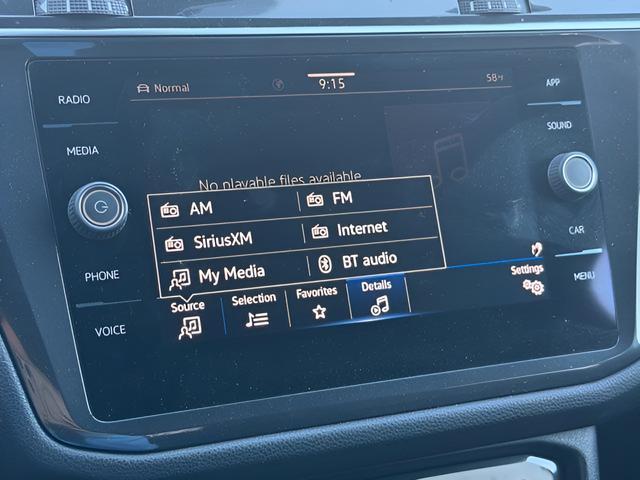 Normal
9:15
58°F
RADIO
MEDIA
PHONE
VOICE
APP
SOUND
CAR
MENU
No playable files available.
AM
FM
SiriusXM
Internet
My Media
BT audio
Source
Selection
Favorites
Details
Settings